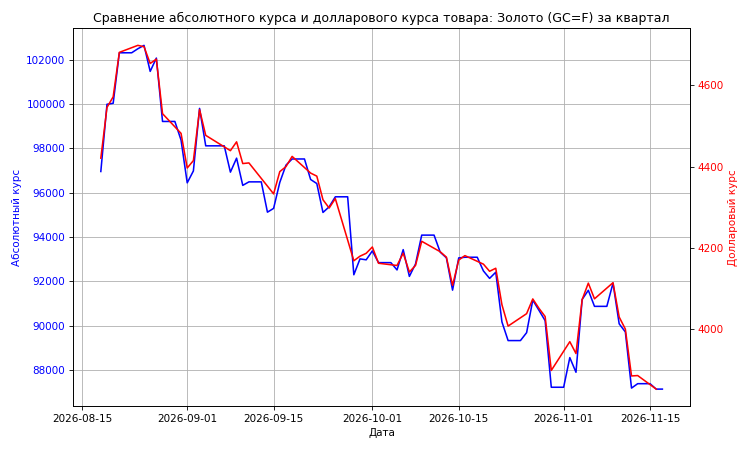 Сравнение абсолютного курса и долларового курса товара: Золото (GC=F) за квартал
Абсолютный курс
102000
100000
98000
96000
94000
92000
90000
88000
4600
4400
4200
4000
Долларовый курс
2026-08-15 2026-09-01 2026-09-15 2026-10-01 2026-10-15 2026-11-01 2026-11-15
Дата